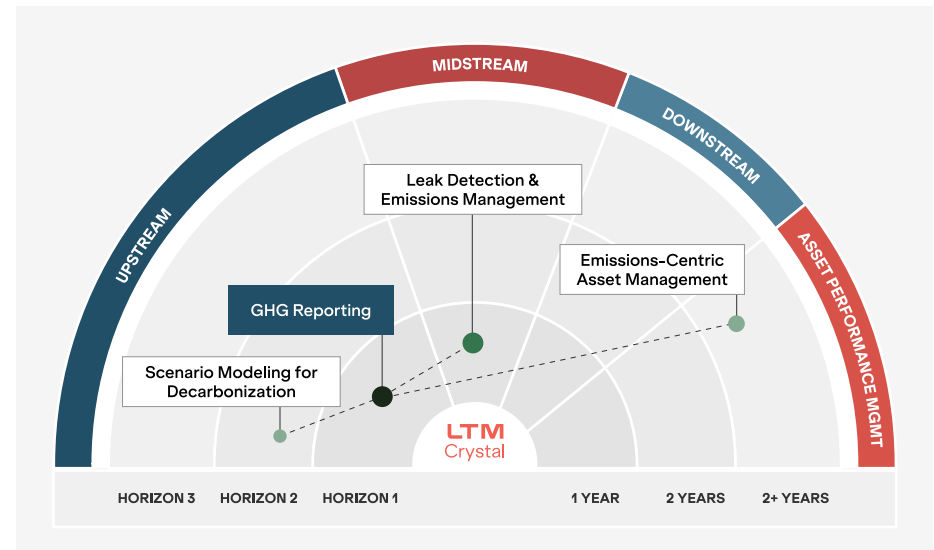 MIDSTREAM
DOWNSTREAM
UPSTREAM
ASSET PERFORMANCE MGMT
Leak Detection &
Emissions Management
Emissions-Centric
Asset Management
GHG Reporting
Scenario Modeling for
Decarbonization
LTM
Crystal
HORIZON 3 HORIZON 2 HORIZON 1 1 YEAR 2 YEARS 2+ YEARS